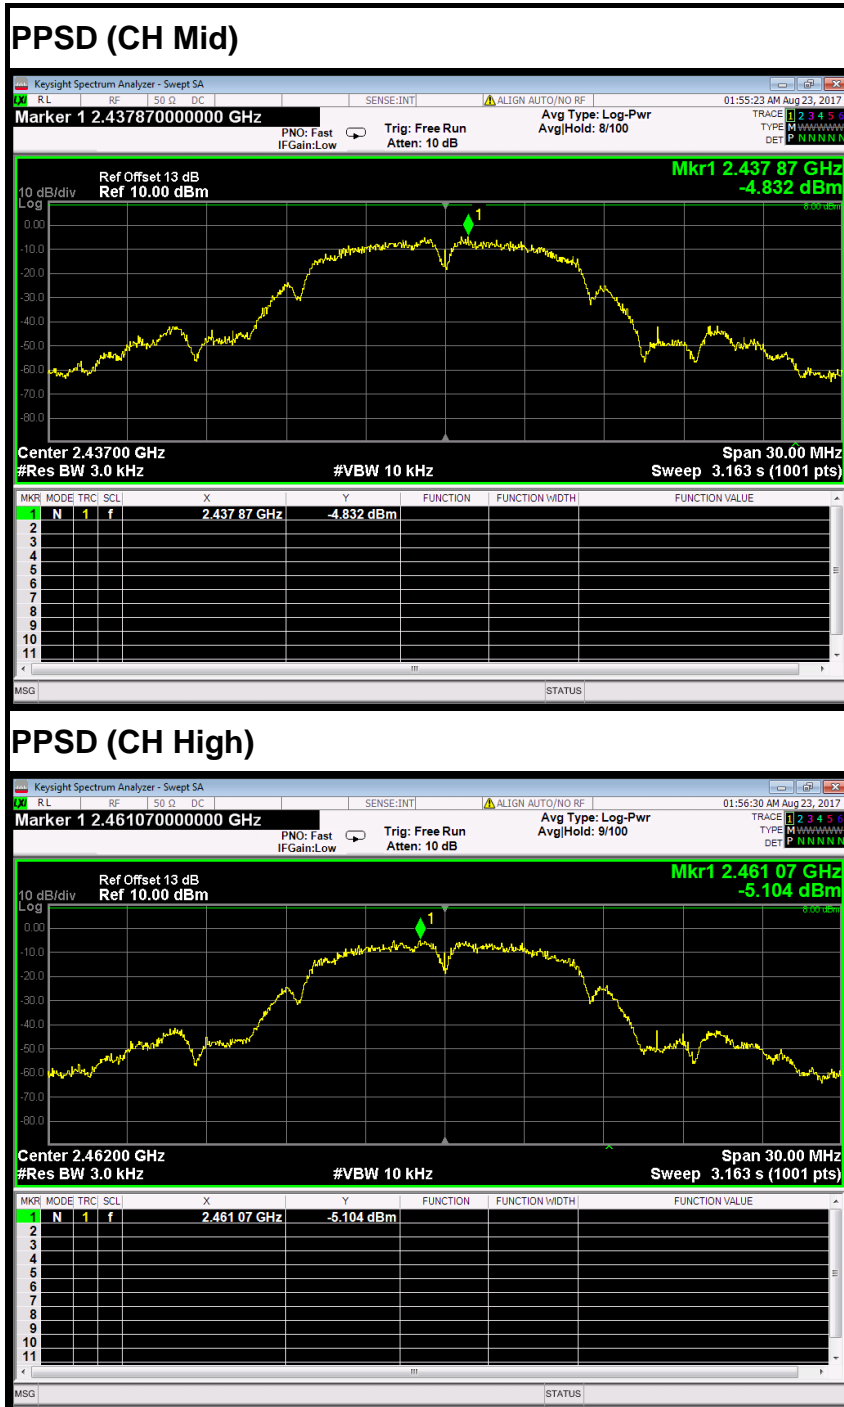 PPSD (CH Mid)
Keysight Spectrum Analyzer - Swept SA
LXI RL RF 50 Ω DC SENSE:INT ALIGN AUTO/NO RF 01:55:23 AM Aug 23, 2017
Marker 1 2.437870000000 GHz Avg Type: Log-Pwr TRACE 1 2 3 4 5 6
PNO: Fast Trig: Free Run Avg|Hold: 8/100 TYPE M WWWWW
IFGain:Low Atten: 10 dB DET P N N N N N
Mkr1 2.437 87 GHz
Ref Offset 13 dB -4.832 dBm
10 dB/div Ref 10.00 dBm
Log 8.00 dBm
1
0.00
-10.0
-20.0
-30.0
-40.0
-50.0
-60.0
-70.0
-80.0
Center 2.43700 GHz Span 30.00 MHz
#Res BW 3.0 kHz #VBW 10 kHz Sweep 3.163 s (1001 pts)
MKR MODE TRC SCL X Y FUNCTION FUNCTION WIDTH FUNCTION VALUE
1 N 1 f 2.437 87 GHz -4.832 dBm
2
3
4
5
6
7
8
9
10
11
MSG STATUS
PPSD (CH High)
Keysight Spectrum Analyzer - Swept SA
LXI RL RF 50 Ω DC SENSE:INT ALIGN AUTO/NO RF 01:56:30 AM Aug 23, 2017
Marker 1 2.461070000000 GHz Avg Type: Log-Pwr TRACE 1 2 3 4 5 6
PNO: Fast Trig: Free Run Avg|Hold: 9/100 TYPE M WWWWW
IFGain:Low Atten: 10 dB DET P N N N N N
Mkr1 2.461 07 GHz
Ref Offset 13 dB -5.104 dBm
10 dB/div Ref 10.00 dBm
Log 8.00 dBm
1
0.00
-10.0
-20.0
-30.0
-40.0
-50.0
-60.0
-70.0
-80.0
Center 2.46200 GHz Span 30.00 MHz
#Res BW 3.0 kHz #VBW 10 kHz Sweep 3.163 s (1001 pts)
MKR MODE TRC SCL X Y FUNCTION FUNCTION WIDTH FUNCTION VALUE
1 N 1 f 2.461 07 GHz -5.104 dBm
2
3
4
5
6
7
8
9
10
11
MSG STATUS